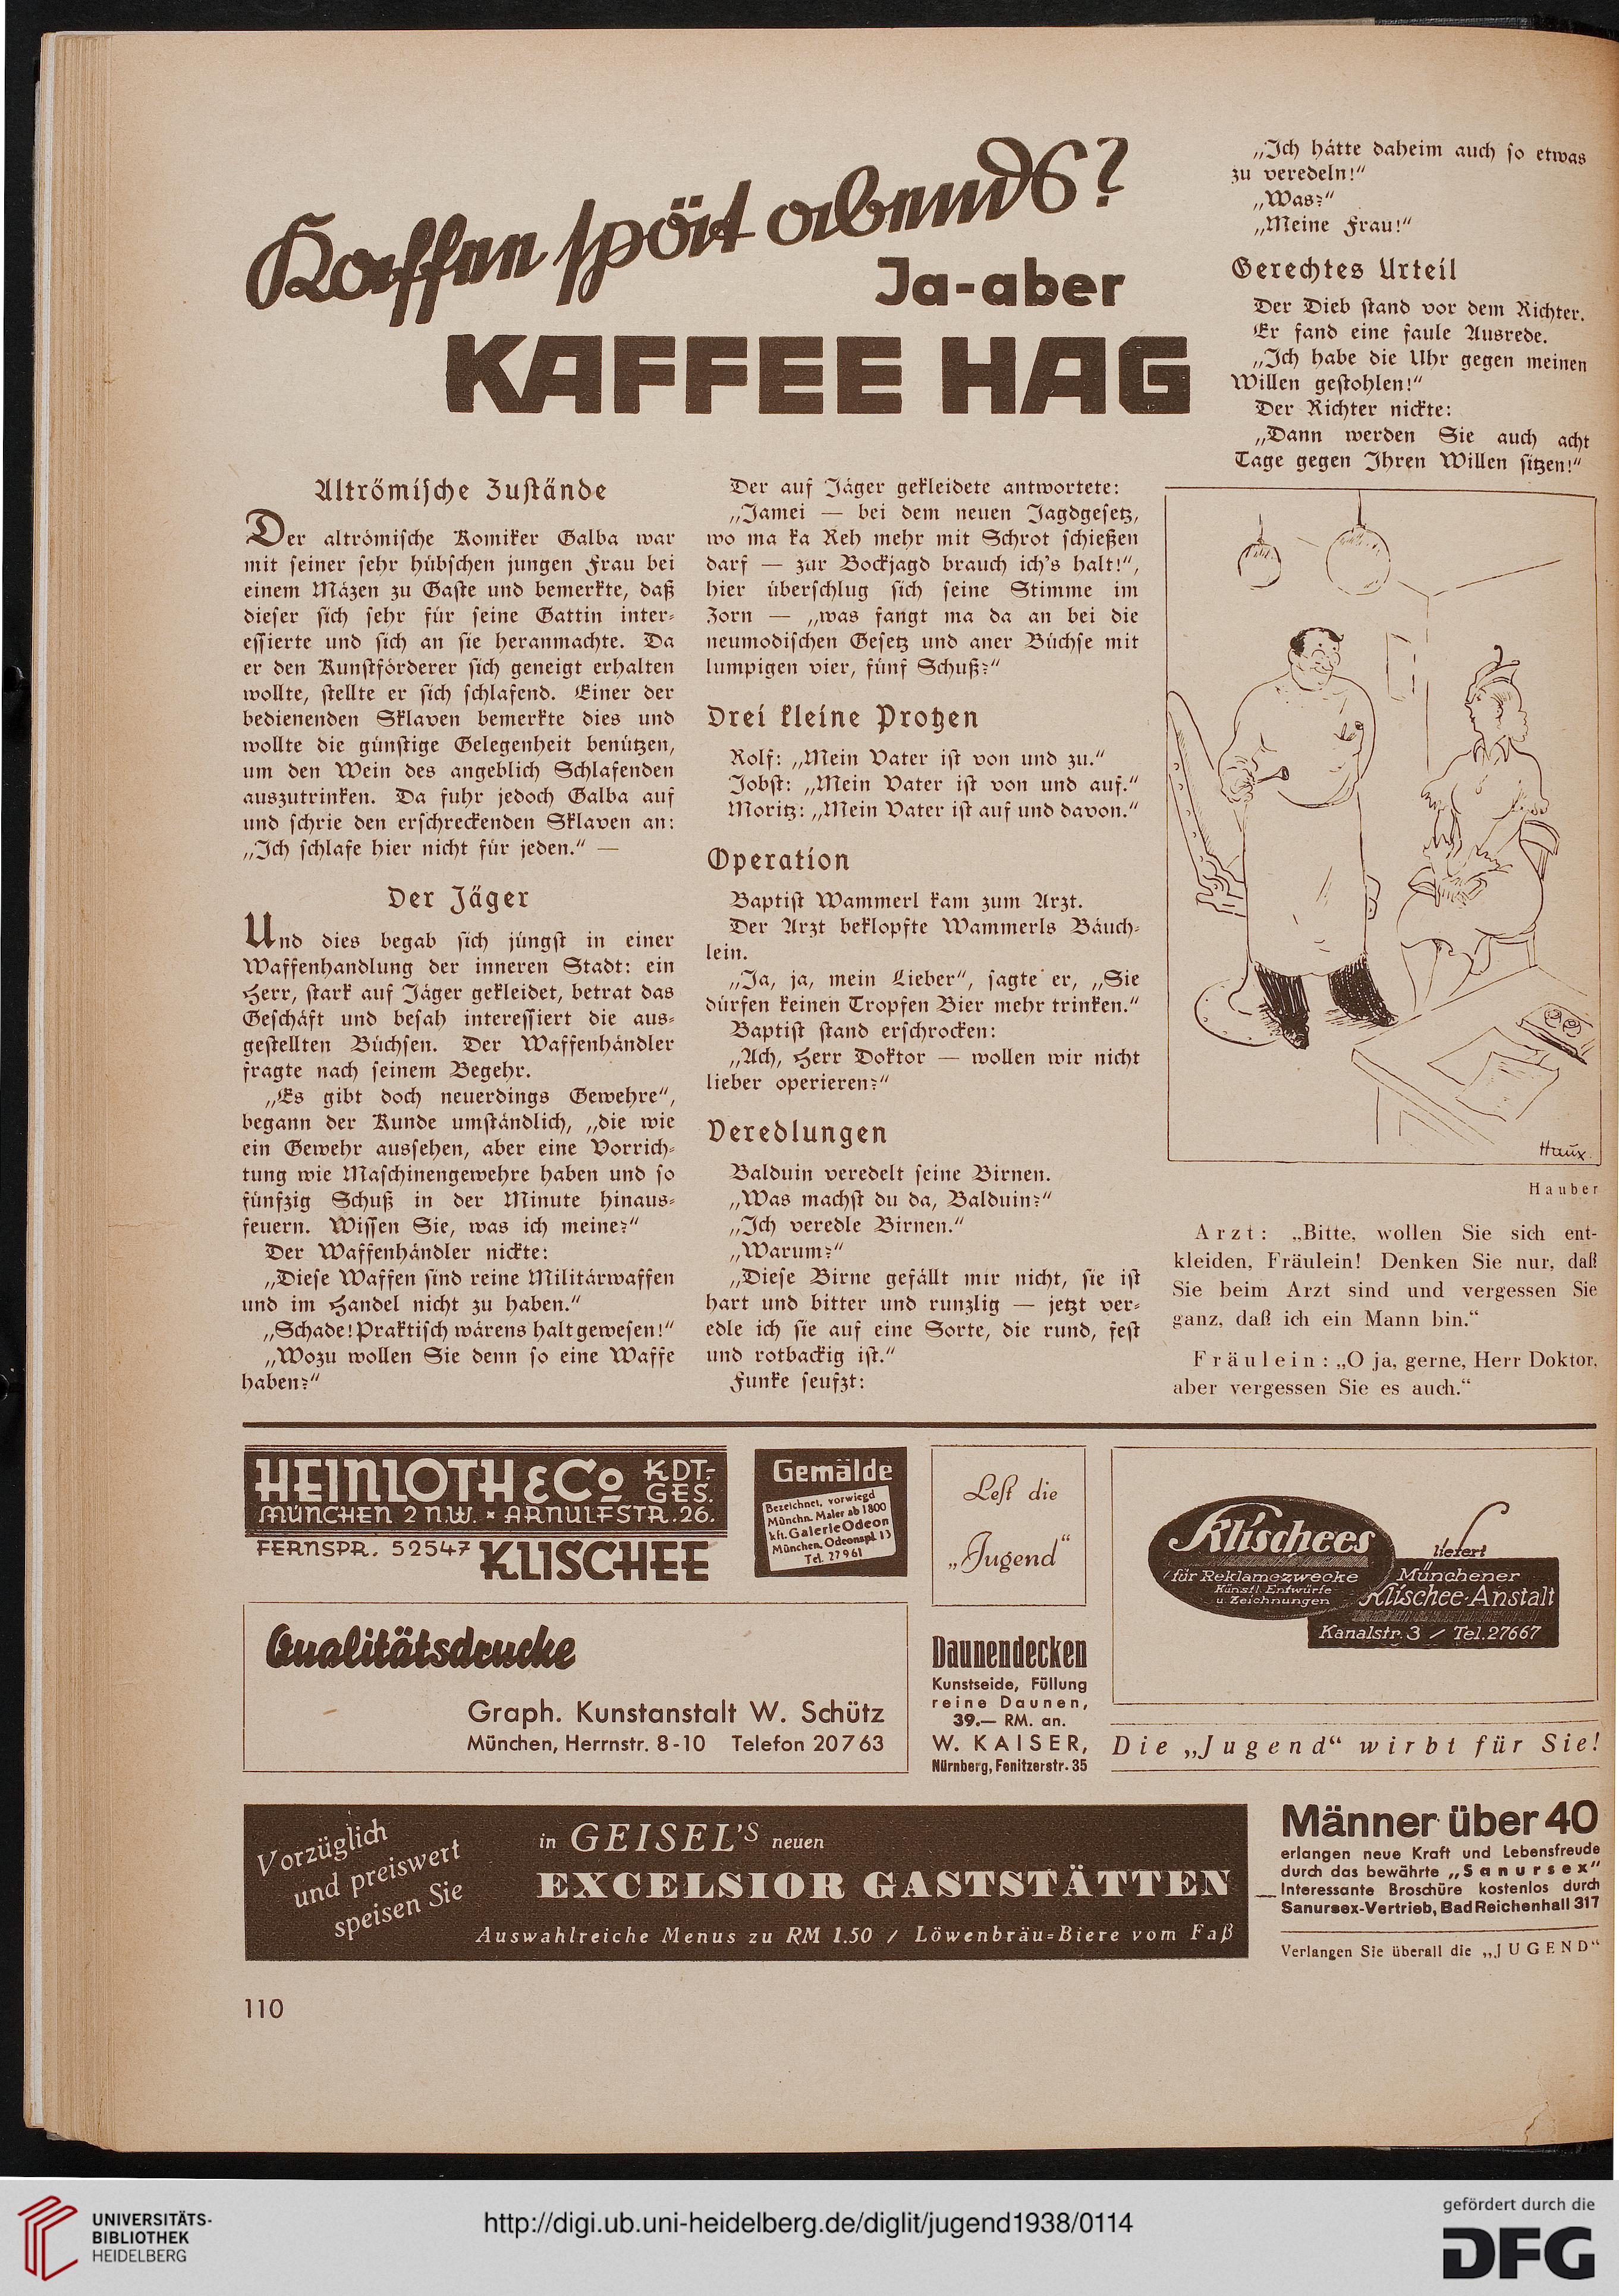 Kaffee spät abends?
Ja-aber
KAFFEE HAG
Altrömische Zustände
Der altrömische Komiker Galba war
mit seiner sehr hübschen jungen Frau bei
einem Mäzen zu Gaste und bemerkte, daß
dieser sich sehr für seine Gattin inter-
essierte und sich an sie heranmachte. Da
er den Kunstförderer sich geneigt erhalten
wollte, stellte er sich schlafend. Einer der
bedienenden Sklaven bemerkte dies und
wollte die günstige Gelegenheit benützen,
um den Wein des angeblich Schlafenden
auszutrinken. Da fuhr jedoch Galba auf
und schrie den erschreckenden Sklaven an:
„Ich schlafe hier nicht für jeden.“ —
Der Jäger
Und dies begab sich jüngst in einer
Waffenhandlung der inneren Stadt: ein
Herr, stark auf Jäger gekleidet, betrat das
Geschäft und besah interessiert die aus-
gestellten Büchsen. Der Waffenhändler
fragte nach seinem Begehr.
„Es gibt doch neuerdings Gewehre“,
begann der Kunde umständlich, „die wie
ein Gewehr aussehen, aber eine Vorrich-
tung wie Maschinengewehre haben und so
fünfzig Schuß in der Minute hinaus-
feuern. Wissen Sie, was ich meine?“
Der Waffenhändler nickte:
„Diese Waffen sind reine Militärwaffen
und im Handel nicht zu haben.“
„Schade! Praktisch wärens halt gewesen!“
„Wozu wollen Sie denn so eine Waffe
haben?“
Der auf Jäger gekleidete antwortete:
„Jamei — bei dem neuen Jagdgesetz,
wo ma ka Reh mehr mit Schrot schießen
darf — zur Bockjagd brauch ich's halt!“,
hier überschlug sich seine Stimme im
Zorn — „was fangt ma da an bei die
neumodischen Gesetz und aner Büchse mit
lumpigen vier, fünf Schuß?“
Drei kleine Protzen
Rolf: „Mein Vater ist von und zu.“
Jobst: „Mein Vater ist von und auf.“
Moritz: „Mein Vater ist auf und davon.“
Operation
Baptist Wammerl kam zum Arzt.
Der Arzt beklopfte Wammerls Bäuch-
lein.
„Ja, ja, mein Lieber“, sagte er, „Sie
dürfen keinen Tropfen Bier mehr trinken.“
Baptist stand erschrocken:
„Ach, Herr Doktor — wollen wir nicht
lieber operieren?“
Veredlungen
Balduin veredelt seine Birnen.
„Was machst du da, Balduin?“
„Ich veredle Birnen.“
„Warum?“
„Diese Birne gefällt mir nicht, sie ist
hart und bitter und runzlig — jetzt ver-
edle ich sie auf eine Sorte, die rund, fest
und rotbackig ist.“
Funke seufzt:
„Ich hätte daheim auch so etwas
zu veredeln!“
„Was?“
„Meine Frau!“
Gerechtes Urteil
Der Dieb stand vor dem Richter.
Er fand eine faule Ausrede.
„Ich habe die Uhr gegen meinen
Willen gestohlen!“
Der Richter nickte:
„Dann werden Sie auch acht
Tage gegen Ihren Willen sitzen!“
Haux.
Hauber
Arzt: „Bitte, wollen Sie sich ent-
kleiden, Fräulein! Denken Sie nur, daß
Sie beim Arzt sind und vergessen Sie
ganz, daß ich ein Mann bin.“
Fräulein: „O ja, gerne, Herr Doktor,
aber vergessen Sie es auch.“
HEINLOTH & Co KDT-GES.
MÜNCHEN 2 N.W. * ARNULFSTR. 26.
FERNSPR. 52547 KLISCHEE
Gemälde
Bezeichnet, vorwiegd
Münchn. Maler ab 1800
kft. Galerie Odeon
München, Odeonspl. 13
Tel. 27961
Lest die
„Jugend“
Klischees
für Reklamezwecke
Künstl. Entwürfe
u. Zeichnungen
liefert
Münchener
Klischee-Anstalt
Kanalstr. 3 / Tel. 27667
Qualitätsdrucke
Graph. Kunstanstalt W. Schütz
München, Herrnstr. 8-10 Telefon 20763
Daunendecken
Kunstseide, Füllung
reine Daunen,
39.— RM. an.
W. KAISER,
Nürnberg, Fenitzerstr. 35
Die „Jugend“ wirbt für Sie!
Vorzüglich
und preiswert
speisen Sie
in GEISEL'S neuen
EXCELSIOR GASTSTÄTTEN
Auswahlreiche Menus zu RM 1.50 / Löwenbräu=Biere vom Faß
Männer über 40
erlangen neue Kraft und Lebensfreude
durch das bewährte „Sanursex“
Interessante Broschüre kostenlos durch
Sanursex-Vertrieb, Bad Reichenhall 317
Verlangen Sie überall die „JUGEND“
110
UNIVERSITÄTS-
BIBLIOTHEK
HEIDELBERG
http://digi.ub.uni-heidelberg.de/diglit/jugend1938/0114
gefördert durch die
DFG